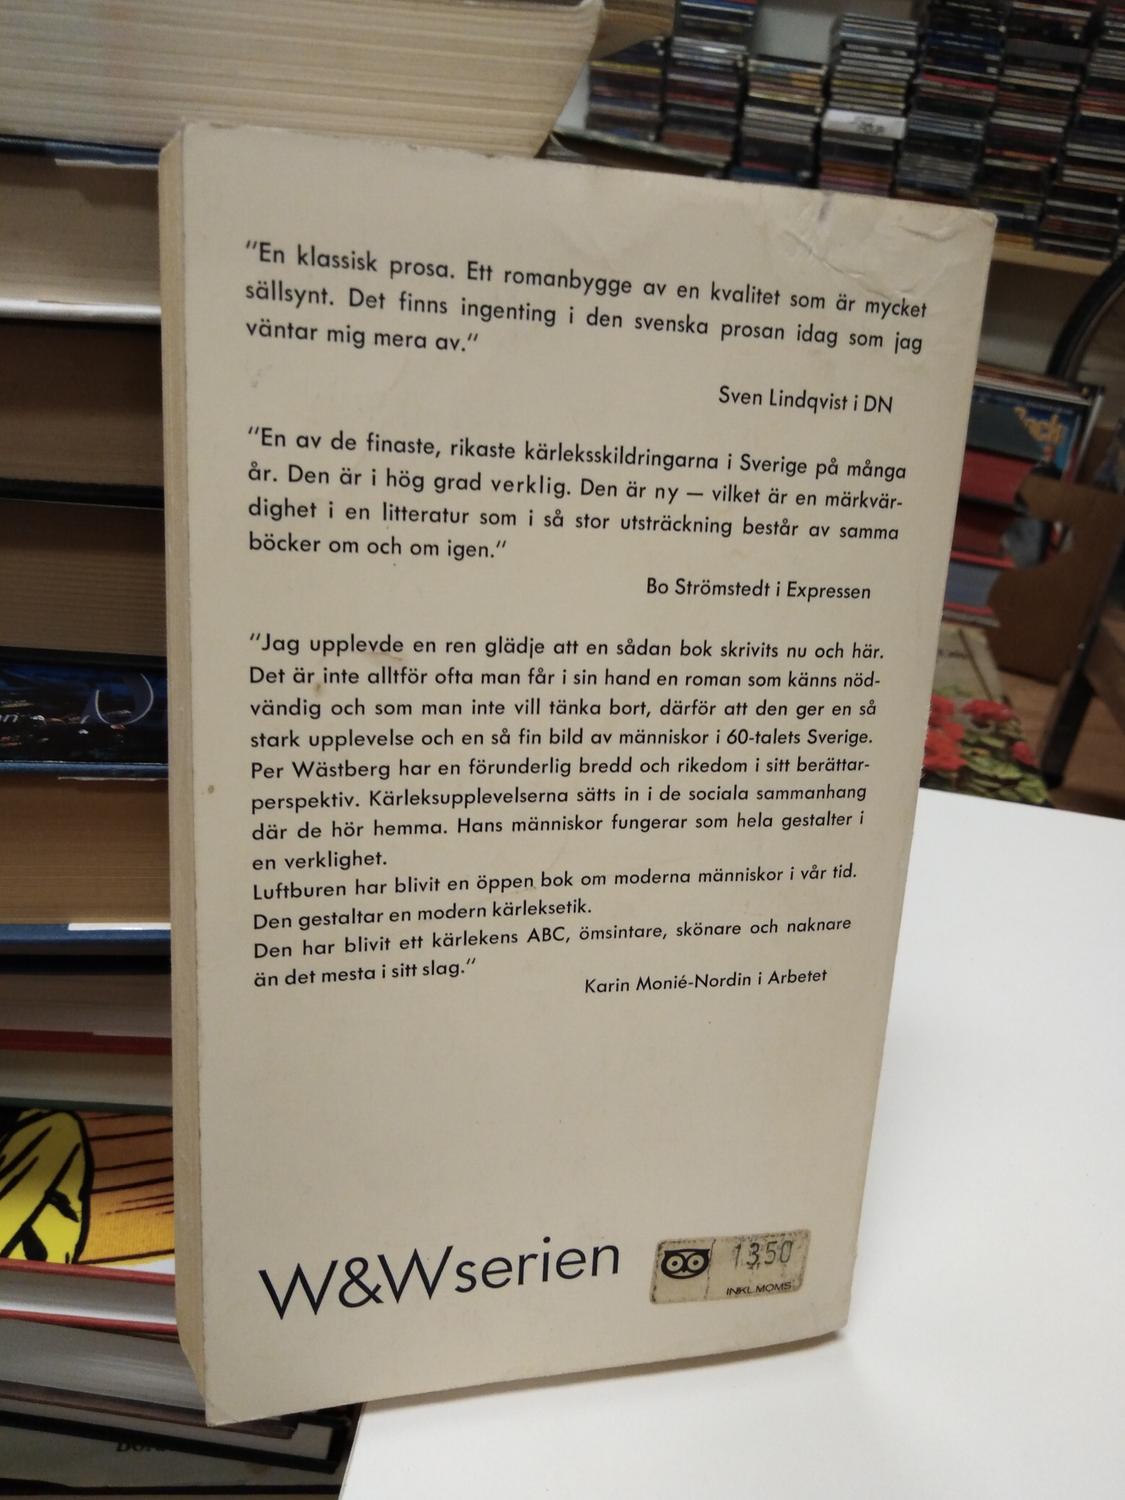 "En klassisk prosa. Ett romanbygge av en kvalitet som är mycket
sällsynt. Det finns ingenting i den svenska prosan idag som jag
väntar mig mera av."
Sven Lindqvist i DN
"En av de finaste, rikaste kärleksskildringarna i Sverige på många
år. Den är i hög grad verklig. Den är ny — vilket är en märkvär-
dighet i en litteratur som i så stor utsträckning består av samma
böcker om och om igen."
Bo Strömstedt i Expressen
"Jag upplevde en ren glädje att en sådan bok skrivits nu och här.
Det är inte alltför ofta man får i sin hand en roman som känns nöd-
vändig och som man inte vill tänka bort, därför att den ger en så
stark upplevelse och en så fin bild av människor i 60-talets Sverige.
Per Wästberg har en förunderlig bredd och rikedom i sitt berättar-
perspektiv. Kärleksupplevelserna sätts in i de sociala sammanhang
där de hör hemma. Hans människor fungerar som hela gestalter i
en verklighet.
Luftburen har blivit en öppen bok om moderna människor i vår tid.
Den gestaltar en modern kärleksetik.
Den har blivit ett kärlekens ABC, ömsintare, skönare och naknare
än det mesta i sitt slag."
Karin Monié-Nordin i Arbetet
W&Wserien
13,50
INKL.MOMS